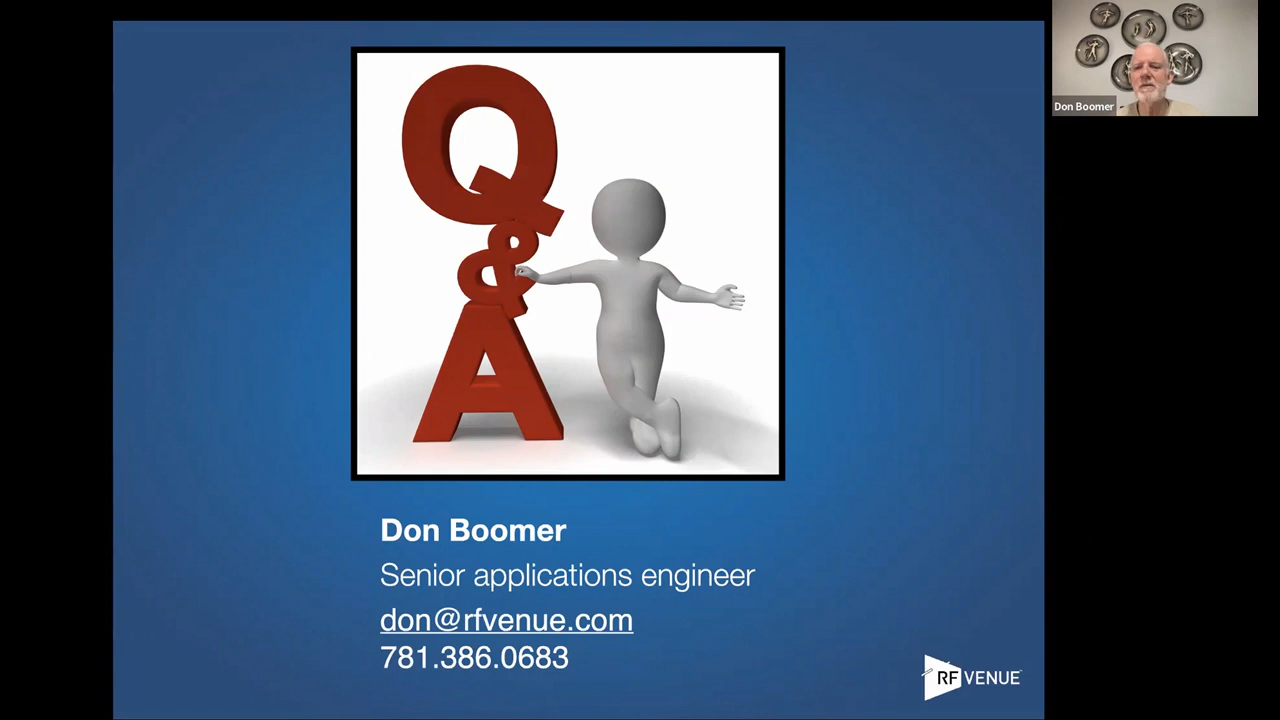 Q
&
A
Don Boomer
Senior applications engineer
don@rfvenue.com
781.386.0683
RF VENUE
Don Boomer